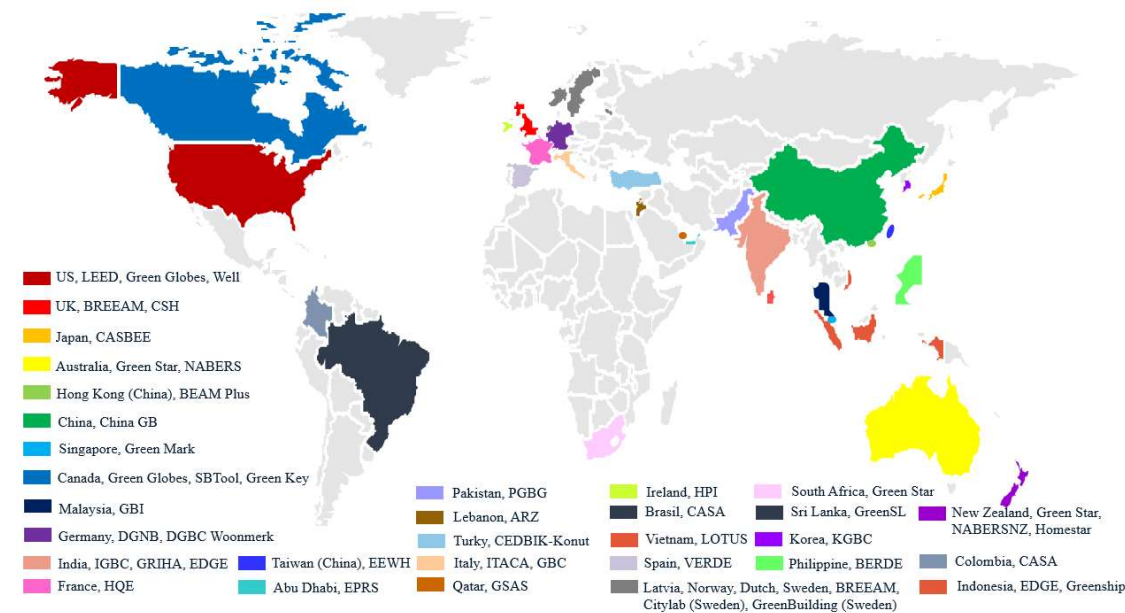 US, LEED, Green Globes, Well
UK, BREEAM, CSH
Japan, CASBEE
Australia, Green Star, NABERS
Hong Kong (China), BEAM Plus
China, China GB
Singapore, Green Mark
Canada, Green Globes, SBTool, Green Key
Malaysia, GBI
Germany, DGNB, DGBC Woonmerk
India, IGBC, GRIHA, EDGE
France, HQE
Taiwan (China), EEWH
Abu Dhabi, EPRS
Pakistan, PGBG
Lebanon, ARZ
Turky, CEDBIK-Konut
Italy, ITACA, GBC
Qatar, GSAS
Ireland, HPI
Brasil, CASA
Vietnam, LOTUS
Spain, VERDE
Latvia, Norway, Dutch, Sweden, BREEAM,
Citylab (Sweden), GreenBuilding (Sweden)
South Africa, Green Star
Sri Lanka, GreenSL
Korea, KGBC
Philippine, BERDE
New Zealand, Green Star,
NABERSNZ, Homestar
Colombia, CASA
Indonesia, EDGE, Greenship